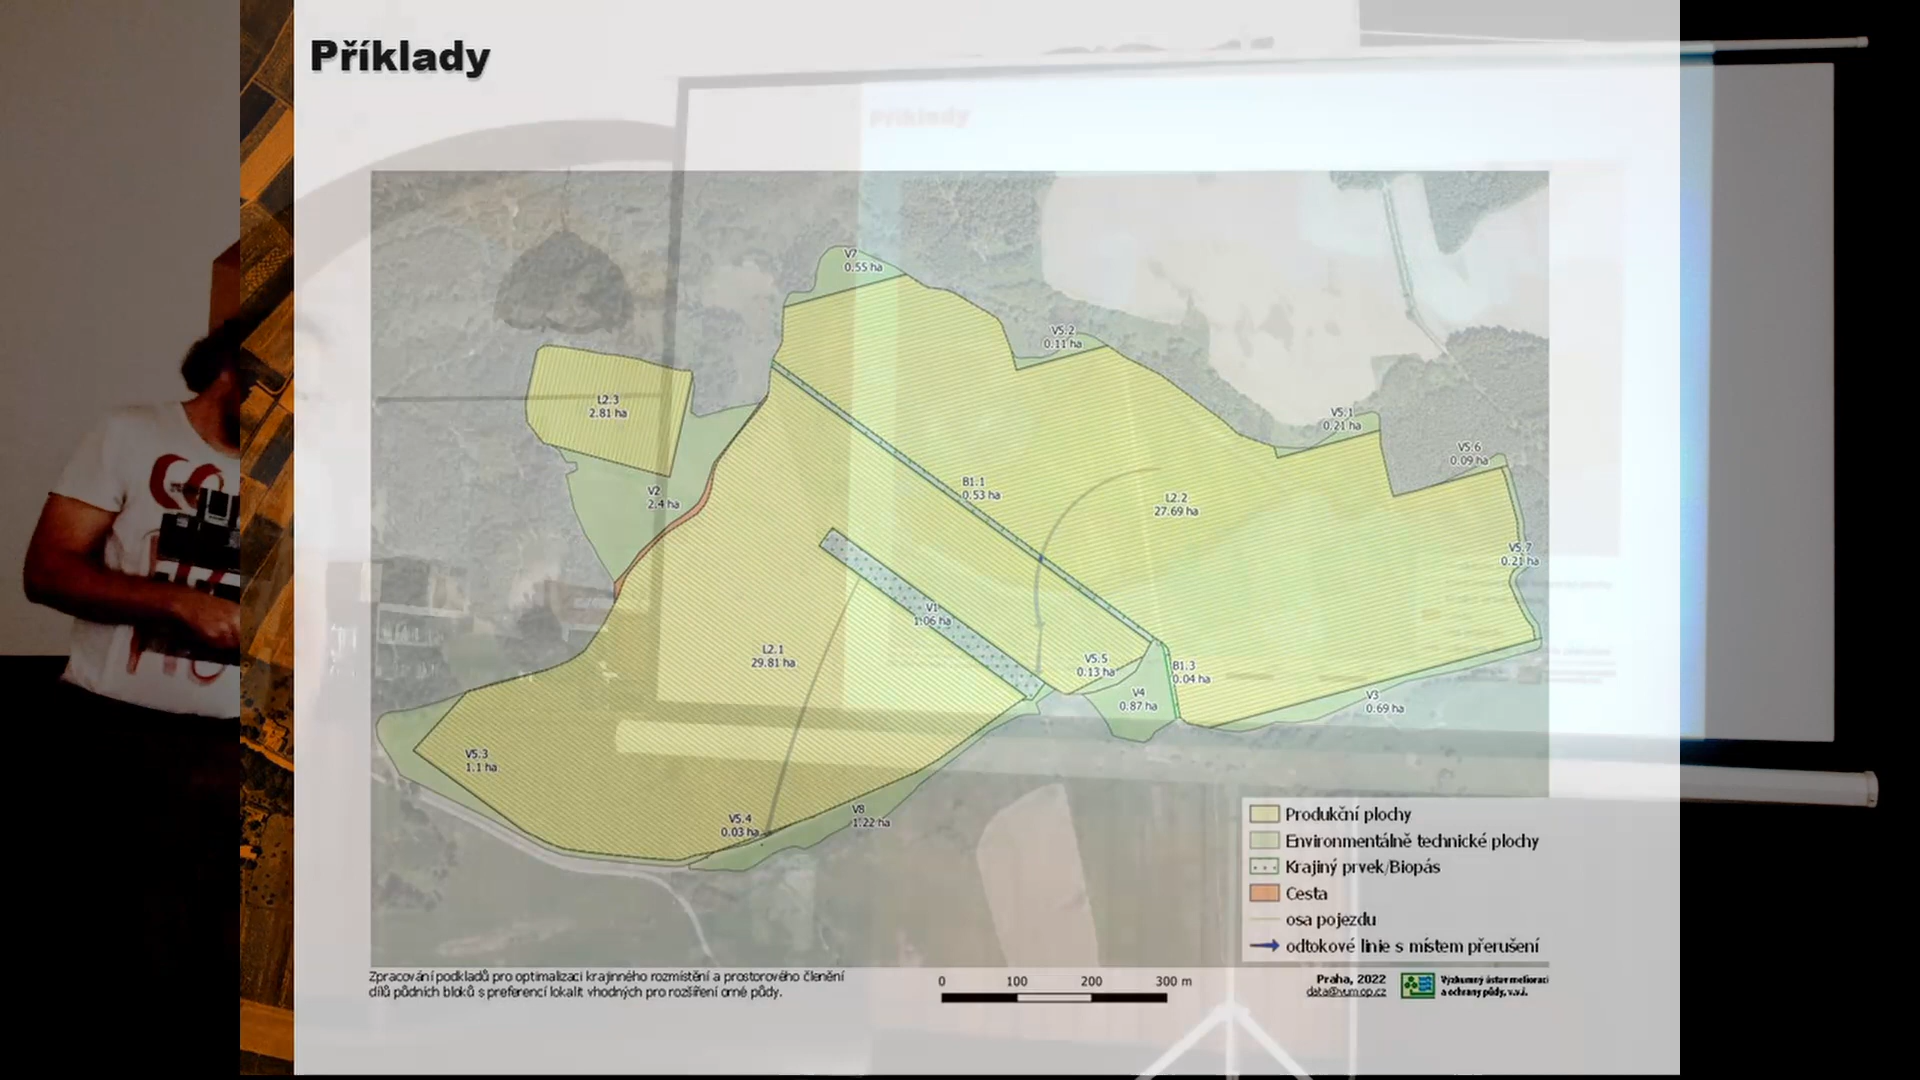 Příklady
Příklady
V7
0.55 ha
V5.2
0.11 ha
L2.3
2.81 ha
V5.1
0.21 ha
V5.6
0.09 ha
V2
2.4 ha
B1.1
0.53 ha
L2.2
27.69 ha
V5.7
0.21 ha
V1
1.06 ha
L2.1
29.81 ha
V5.5
0.13 ha
B1.3
0.04 ha
V4
0.87 ha
V3
0.69 ha
V5.3
1.1 ha
V5.4
0.03 ha
V8
1.22 ha
Produkční plochy
Environmentálně technické plochy
Krajiný prvek/Biopás
Cesta
osa pojezdu
odtokové linie s místem přerušení
Zpracování podkladů pro optimalizaci krajinného rozmístění a prostorového členění
dílů půdních bloků s preferencí lokalit vhodných pro rozšíření orné půdy.
0 100 200 300 m
Praha, 2022
data@vumop.cz
Výzkumný ústav meliorací
a ochrany půdy, v.v.i.